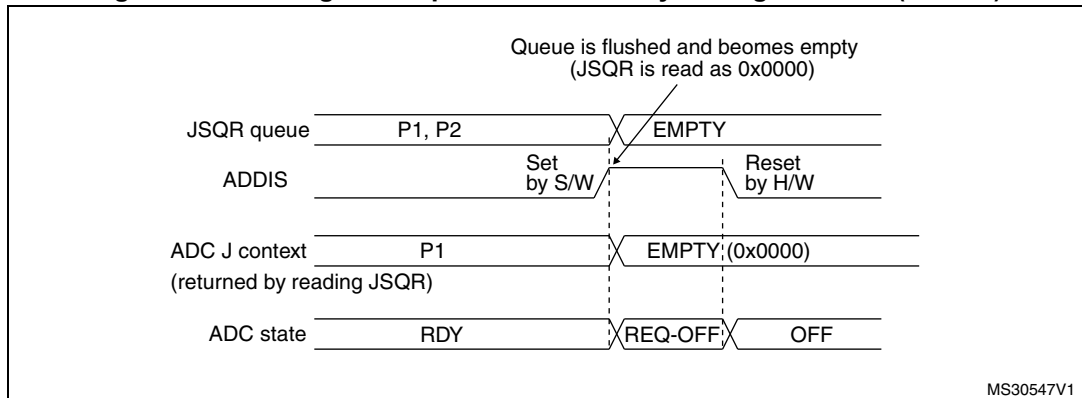 Queue is flushed and beomes empty
(JSQR is read as 0x0000)
JSQR queue P1, P2 EMPTY
ADDIS Set by S/W Reset by H/W
ADC J context P1 EMPTY (0x0000)
(returned by reading JSQR)
ADC state RDY REQ-OFF OFF
MS30547V1